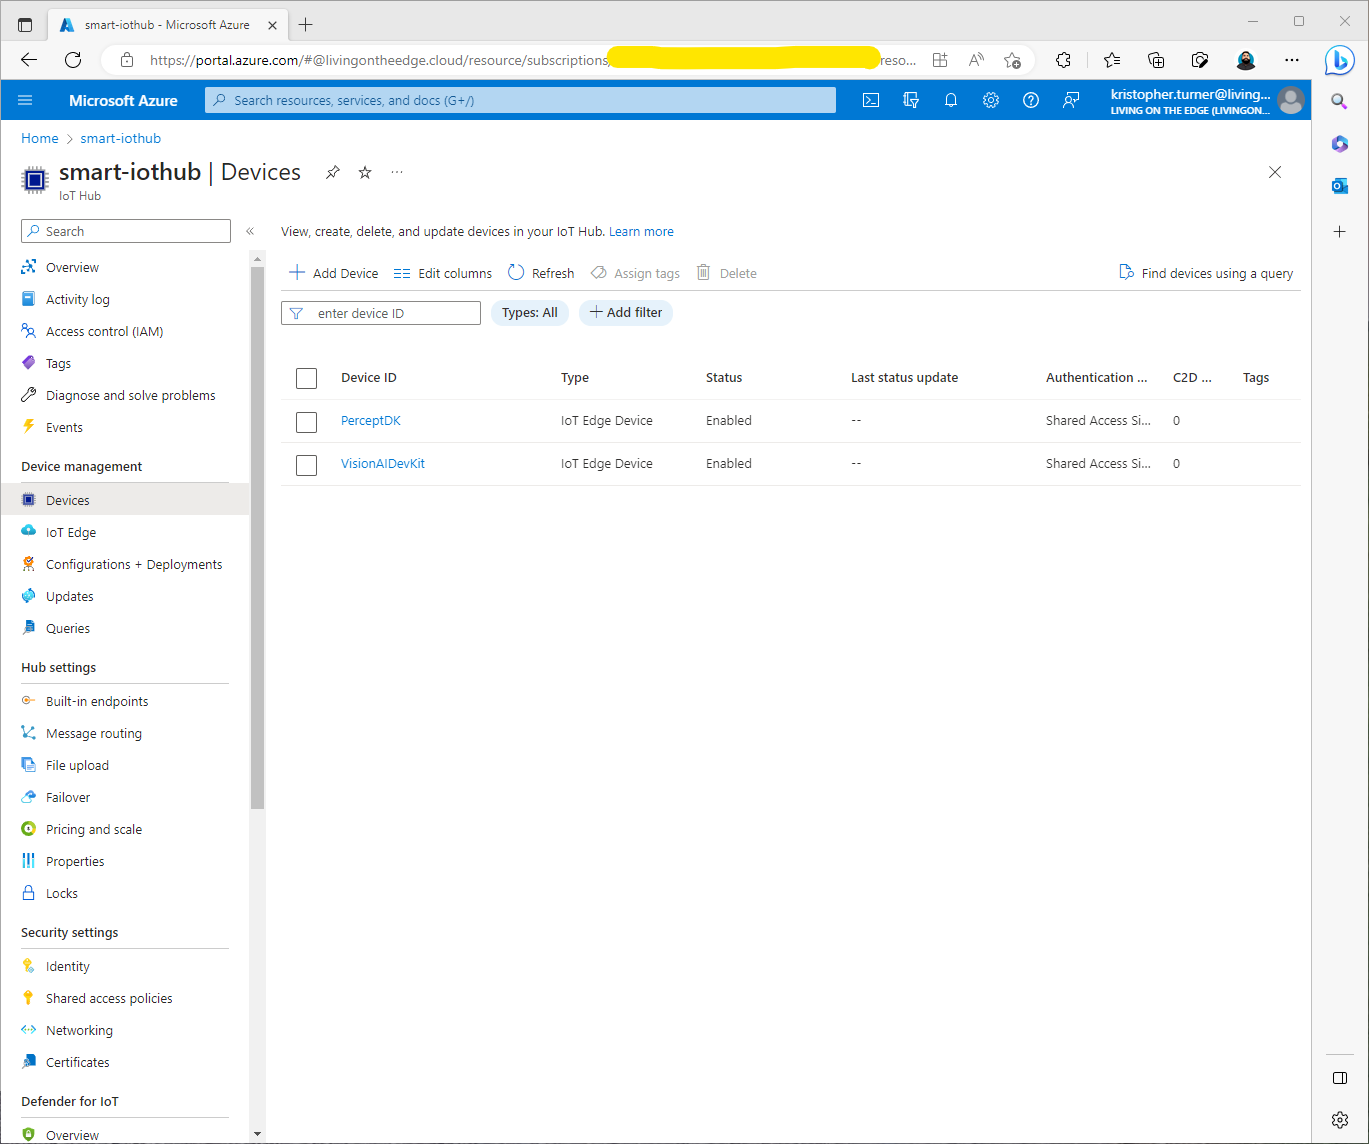 smart-iothub - Microsoft Azure
https://portal.azure.com/#@livingontheedge.cloud/resource/subscriptions/ reso...
Microsoft Azure
Search resources, services, and docs (G+/)
kristopher.turner@living...
LIVING ON THE EDGE (LIVINGON...
Home > smart-iothub
smart-iothub | Devices
IoT Hub
Search
«
View, create, delete, and update devices in your IoT Hub. Learn more
Overview
Activity log
Access control (IAM)
Tags
Diagnose and solve problems
Events
Device management
Devices
IoT Edge
Configurations + Deployments
Updates
Queries
Hub settings
Built-in endpoints
Message routing
File upload
Failover
Pricing and scale
Properties
Locks
Security settings
Identity
Shared access policies
Networking
Certificates
Defender for IoT
Overview
Add Device Edit columns Refresh Assign tags Delete Find devices using a query
enter device ID Types: All Add filter
Device ID Type Status Last status update Authentication ... C2D ... Tags
PerceptDK IoT Edge Device Enabled -- Shared Access Si... 0
VisionAIDevKit IoT Edge Device Enabled -- Shared Access Si... 0